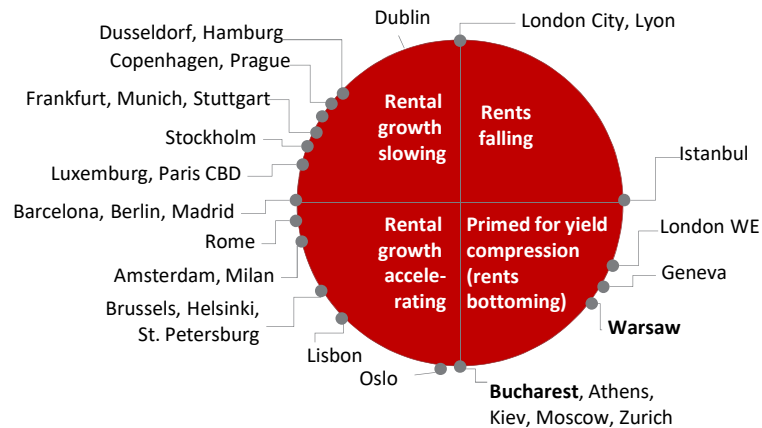 Dublin
London City, Lyon
Dusseldorf, Hamburg
Copenhagen, Prague
Frankfurt, Munich, Stuttgart
Stockholm
Luxemburg, Paris CBD
Barcelona, Berlin, Madrid
Rome
Amsterdam, Milan
Brussels, Helsinki,
St. Petersburg
Lisbon
Oslo
Rental
growth
slowing
Rents
falling
Rental
growth
accele-
rating
Primed for yield
compression
(rents
bottoming)
Istanbul
London WE
Geneva
Warsaw
Bucharest, Athens,
Kiev, Moscow, Zurich